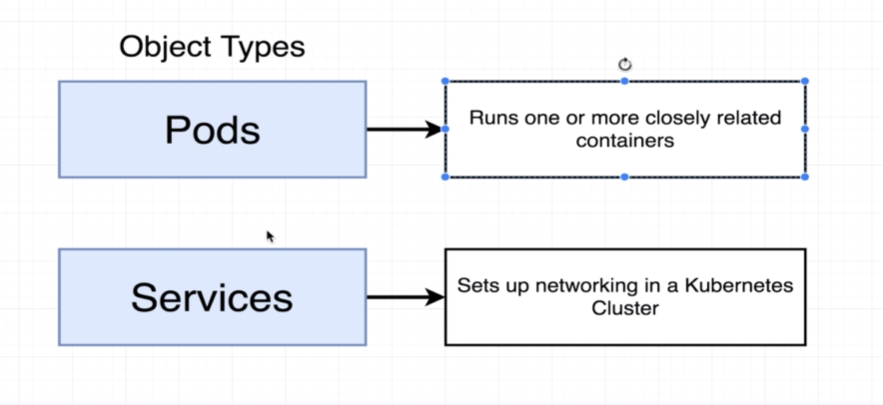 Object Types
Pods
Runs one or more closely related
containers
Services
Sets up networking in a Kubernetes
Cluster